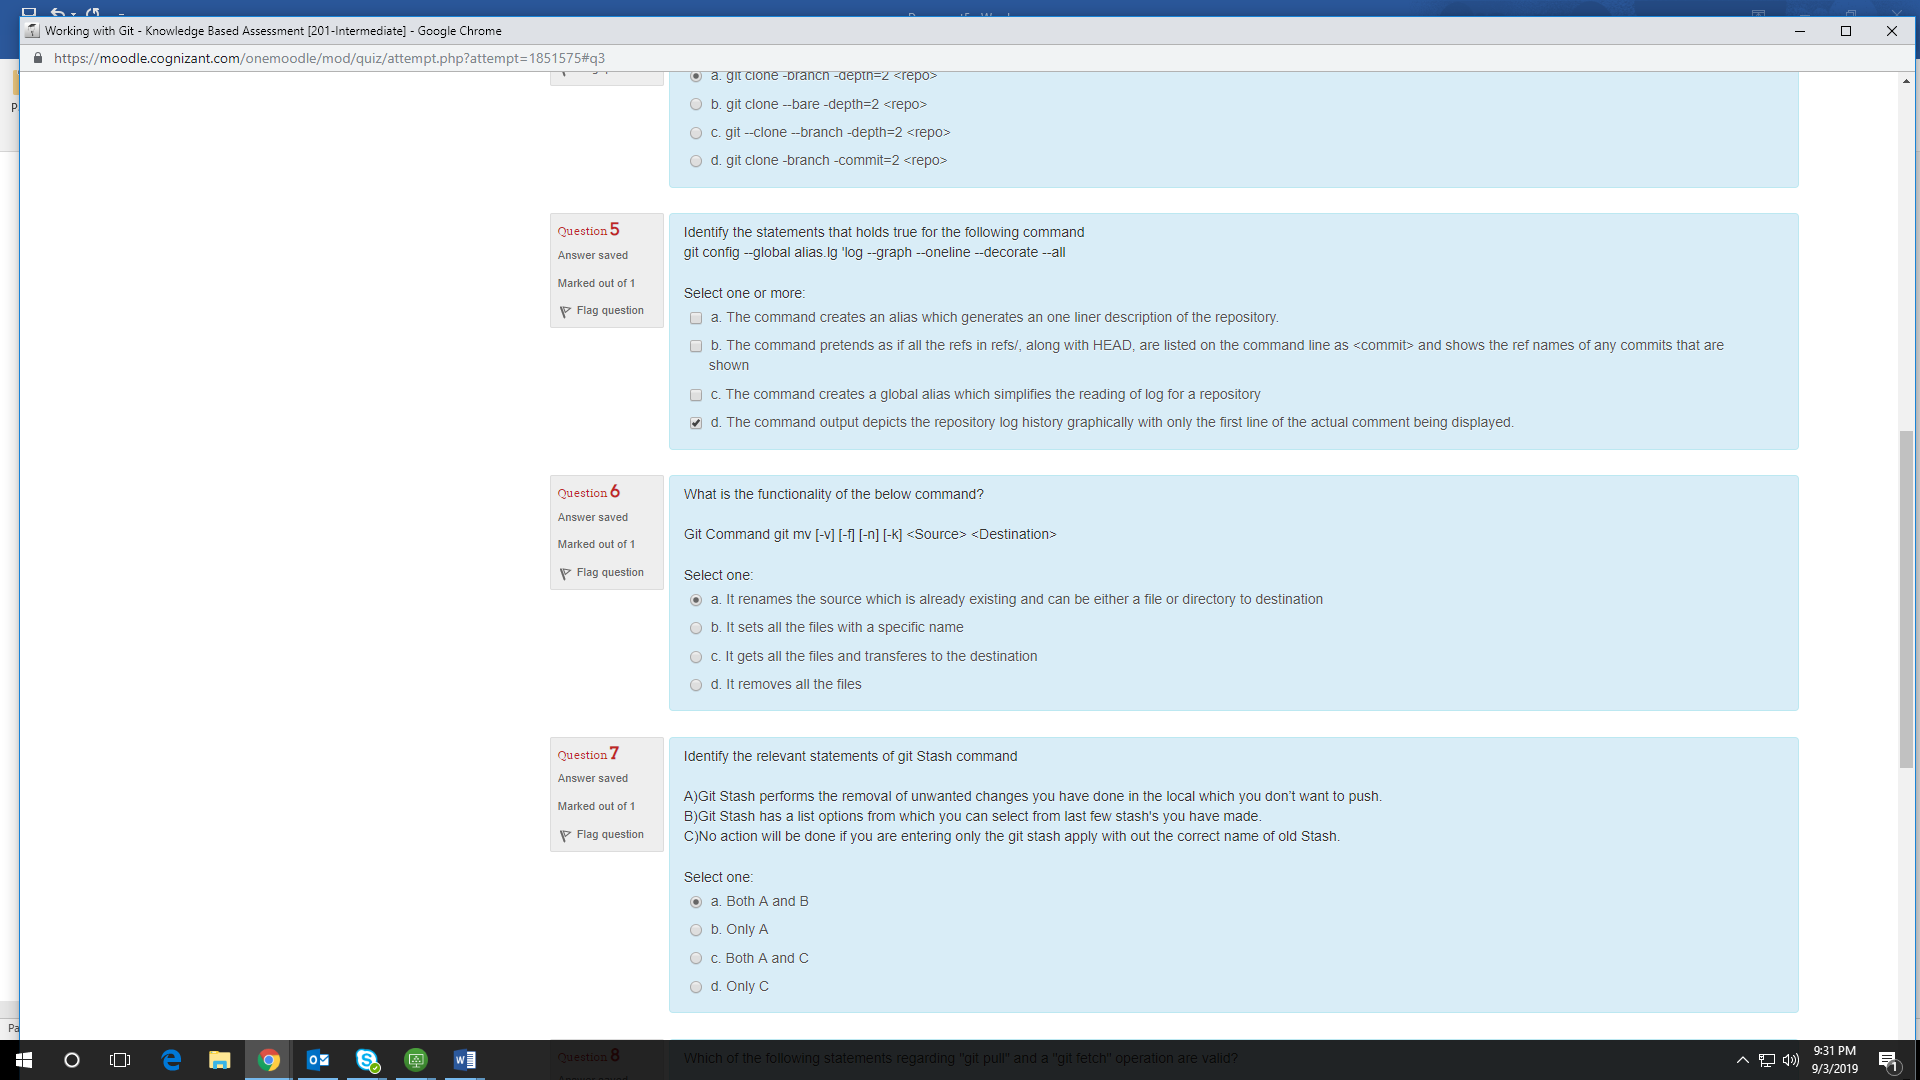 Working with Git - Knowledge Based Assessment [201-Intermediate] - Google Chrome
https://moodle.cognizant.com/onemoodle/mod/quiz/attempt.php?attempt=1851575#q3
a. git clone -branch -depth=2 <repo>
b. git clone --bare -depth=2 <repo>
c. git --clone --branch -depth=2 <repo>
d. git clone -branch -commit=2 <repo>
Question 5
Answer saved
Marked out of 1
Flag question
Identify the statements that holds true for the following command
git config --global alias.lg 'log --graph --oneline --decorate --all
Select one or more:
a. The command creates an alias which generates an one liner description of the repository.
b. The command pretends as if all the refs in refs/, along with HEAD, are listed on the command line as <commit> and shows the ref names of any commits that are
shown
c. The command creates a global alias which simplifies the reading of log for a repository
d. The command output depicts the repository log history graphically with only the first line of the actual comment being displayed.
Question 6
Answer saved
Marked out of 1
Flag question
What is the functionality of the below command?
Git Command git mv [-v] [-f] [-n] [-k] <Source> <Destination>
Select one:
a. It renames the source which is already existing and can be either a file or directory to destination
b. It sets all the files with a specific name
c. It gets all the files and transferes to the destination
d. It removes all the files
Question 7
Answer saved
Marked out of 1
Flag question
Identify the relevant statements of git Stash command
A)Git Stash performs the removal of unwanted changes you have done in the local which you don't want to push.
B)Git Stash has a list options from which you can select from last few stash's you have made.
C)No action will be done if you are entering only the git stash apply with out the correct name of old Stash.
Select one:
a. Both A and B
b. Only A
c. Both A and C
d. Only C
Question 8
Which of the following statements regarding "git pull" and a "git fetch" operation are valid?
9:31 PM
9/3/2019
1